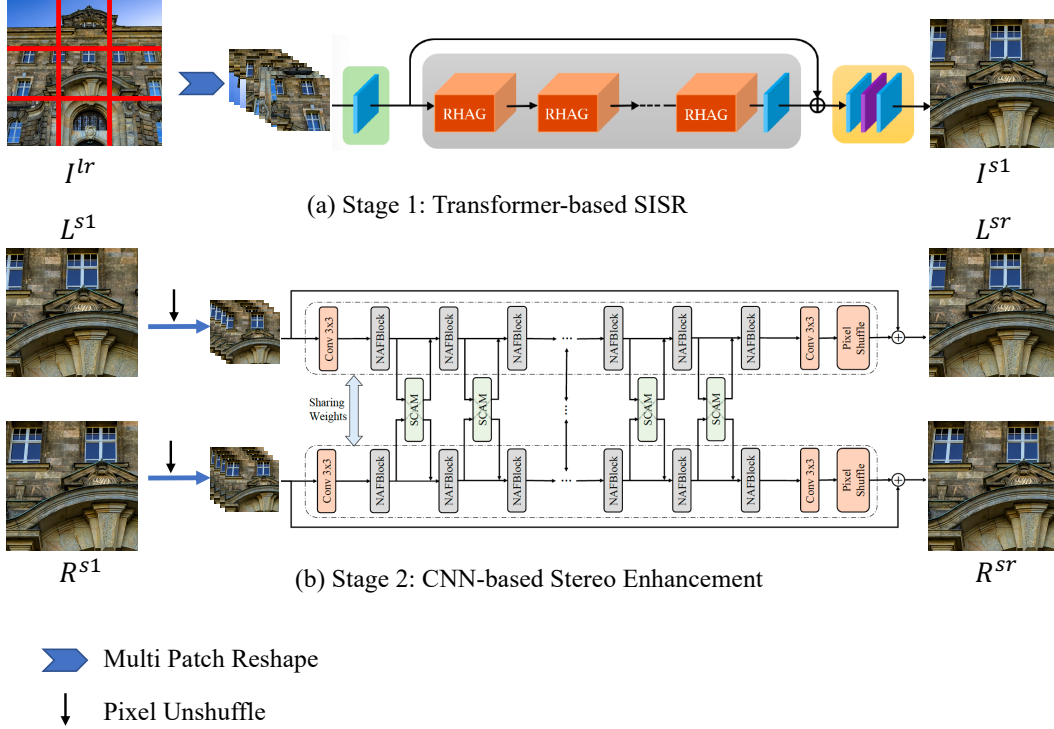 RHAG
RHAG
RHAG
I^{lr}
I^{s1}
(a) Stage 1: Transformer-based SISR
L^{s1}
L^{sr}
Conv 3x3
NAFBlock
NAFBlock
NAFBlock
...
NAFBlock
NAFBlock
NAFBlock
Conv 3x3
Pixel
Shuffle
Sharing
Weights
SCAM
SCAM
...
SCAM
SCAM
Conv 3x3
NAFBlock
NAFBlock
NAFBlock
...
NAFBlock
NAFBlock
NAFBlock
Conv 3x3
Pixel
Shuffle
R^{s1}
R^{sr}
(b) Stage 2: CNN-based Stereo Enhancement
Multi Patch Reshape
Pixel Unshuffle